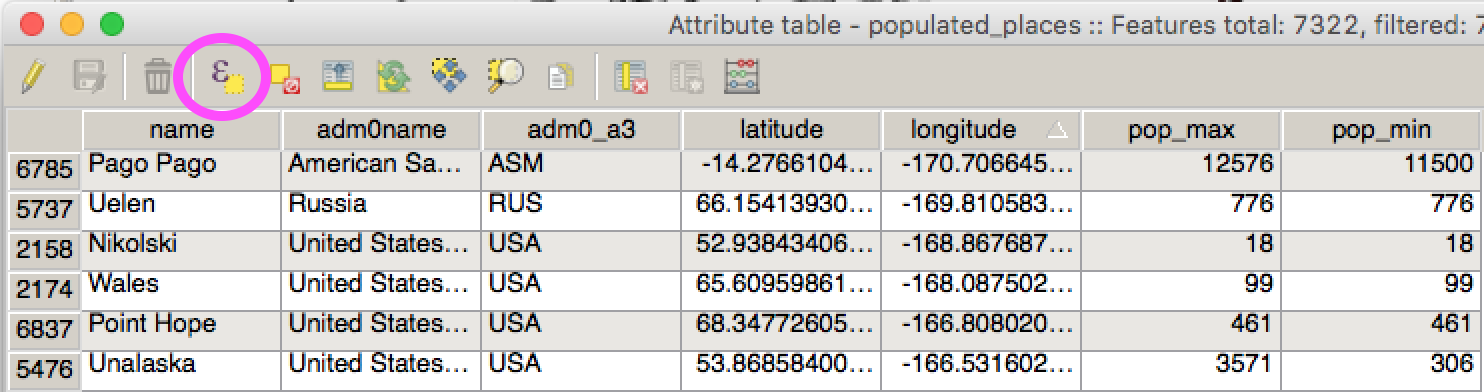 Attribute table - populated_places :: Features total: 7322, filtered: 7
ε
name adm0name adm0_a3 latitude longitude pop_max pop_min
6785 Pago Pago American Sa... ASM -14.2766104... -170.706645... 12576 11500
5737 Uelen Russia RUS 66.15413930... -169.810583... 776 776
2158 Nikolski United States... USA 52.93843406... -168.867687... 18 18
2174 Wales United States... USA 65.60959861... -168.087502... 99 99
6837 Point Hope United States... USA 68.34772605... -166.808020... 461 461
5476 Unalaska United States... USA 53.86858400... -166.531602... 3571 306